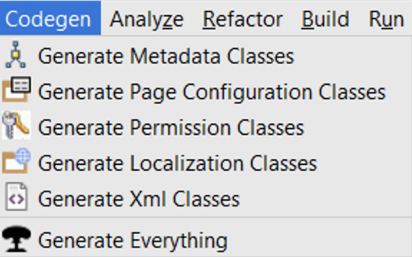 Codegen Analyze Refactor Build Run
Generate Metadata Classes
Generate Page Configuration Classes
Generate Permission Classes
Generate Localization Classes
Generate Xml Classes
Generate Everything